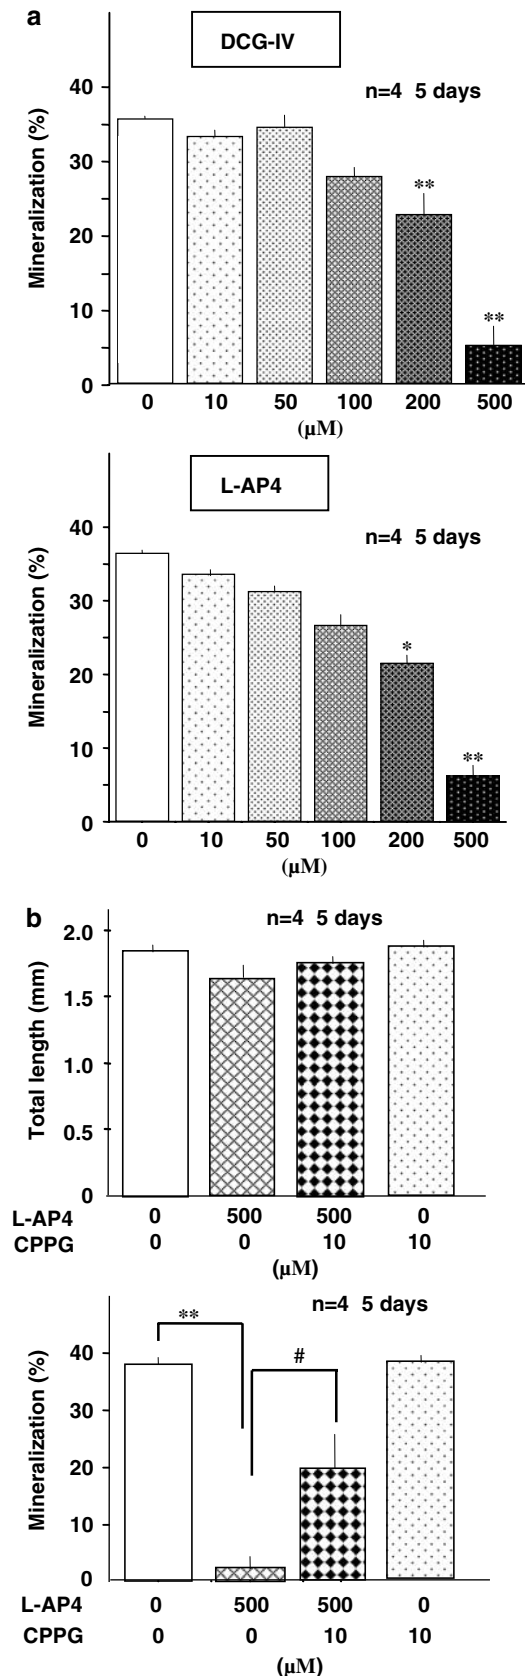 a
DCG-IV
n=4 5 days
Mineralization (%)
40
30
20
10
0
**
**
0 10 50 100 200 500
(µM)
L-AP4
n=4 5 days
Mineralization (%)
40
30
20
10
0
*
**
0 10 50 100 200 500
(µM)
b
n=4 5 days
Total length (mm)
2.0
1.5
1.0
0.5
0
L-AP4 0 500 500 0
CPPG 0 0 10 10
(µM)
n=4 5 days
Mineralization (%)
40
30
20
10
0
**
#
L-AP4 0 500 500 0
CPPG 0 0 10 10
(µM)